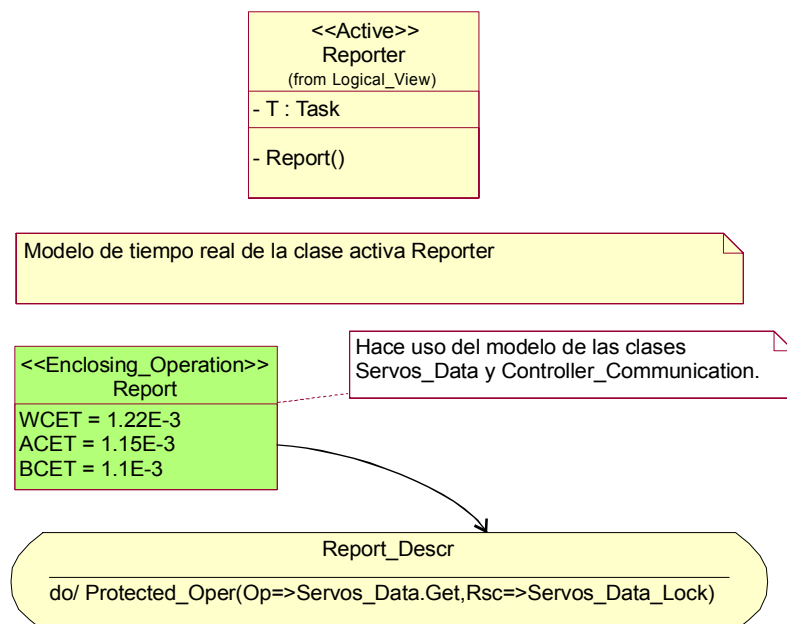 <<Active>>
Reporter
(from Logical_View)
- T : Task
- Report()
Modelo de tiempo real de la clase activa Reporter
<<Enclosing_Operation>>
Report
WCET = 1.22E-3
ACET = 1.15E-3
BCET = 1.1E-3
Hace uso del modelo de las clases
Servos_Data y Controller_Communication.
Report_Descr
do/ Protected_Oper(Op=>Servos_Data.Get,Rsc=>Servos_Data_Lock)